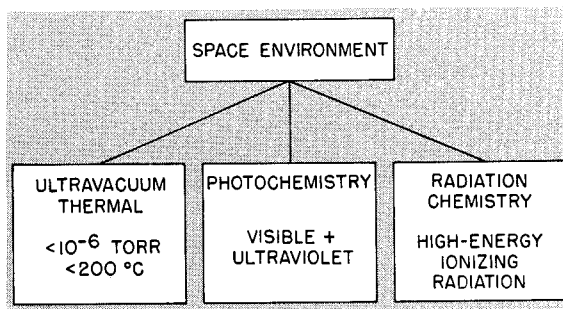 SPACE ENVIRONMENT
ULTRAVACUUM
THERMAL
<10⁻⁶ TORR
<200 °C
PHOTOCHEMISTRY
VISIBLE +
ULTRAVIOLET
RADIATION
CHEMISTRY
HIGH-ENERGY
IONIZING
RADIATION